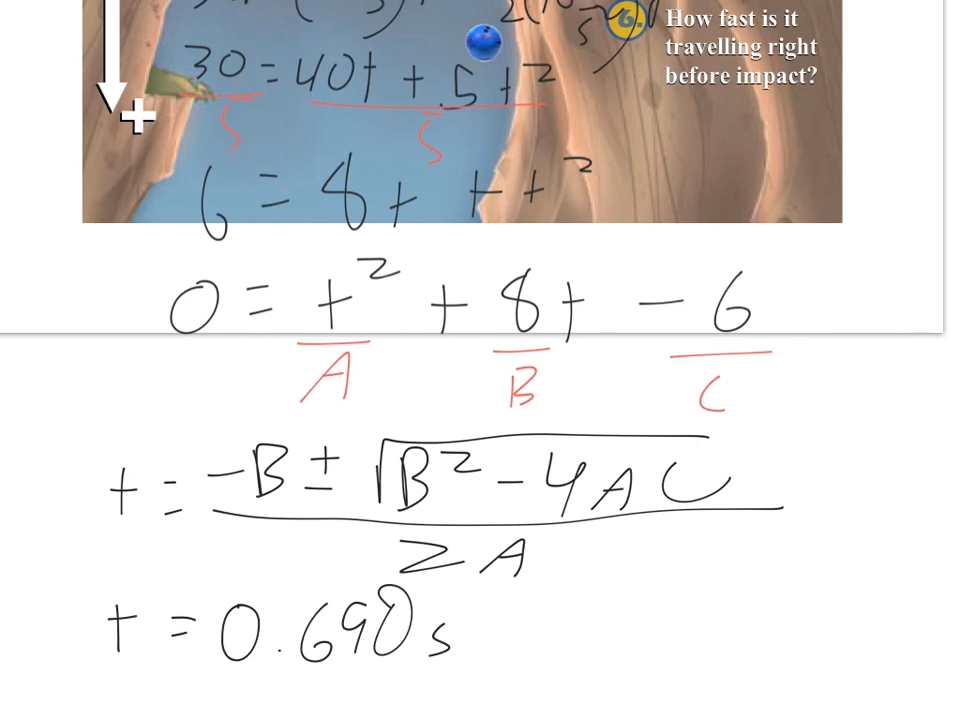 6. How fast is it
travelling right
before impact?
30 = 40t + 5t²
5 5
6 = 8t + t²
0 = t² + 8t - 6
A B C
t = -B ± √B² - 4AC
2A
t = 0.690 s
+